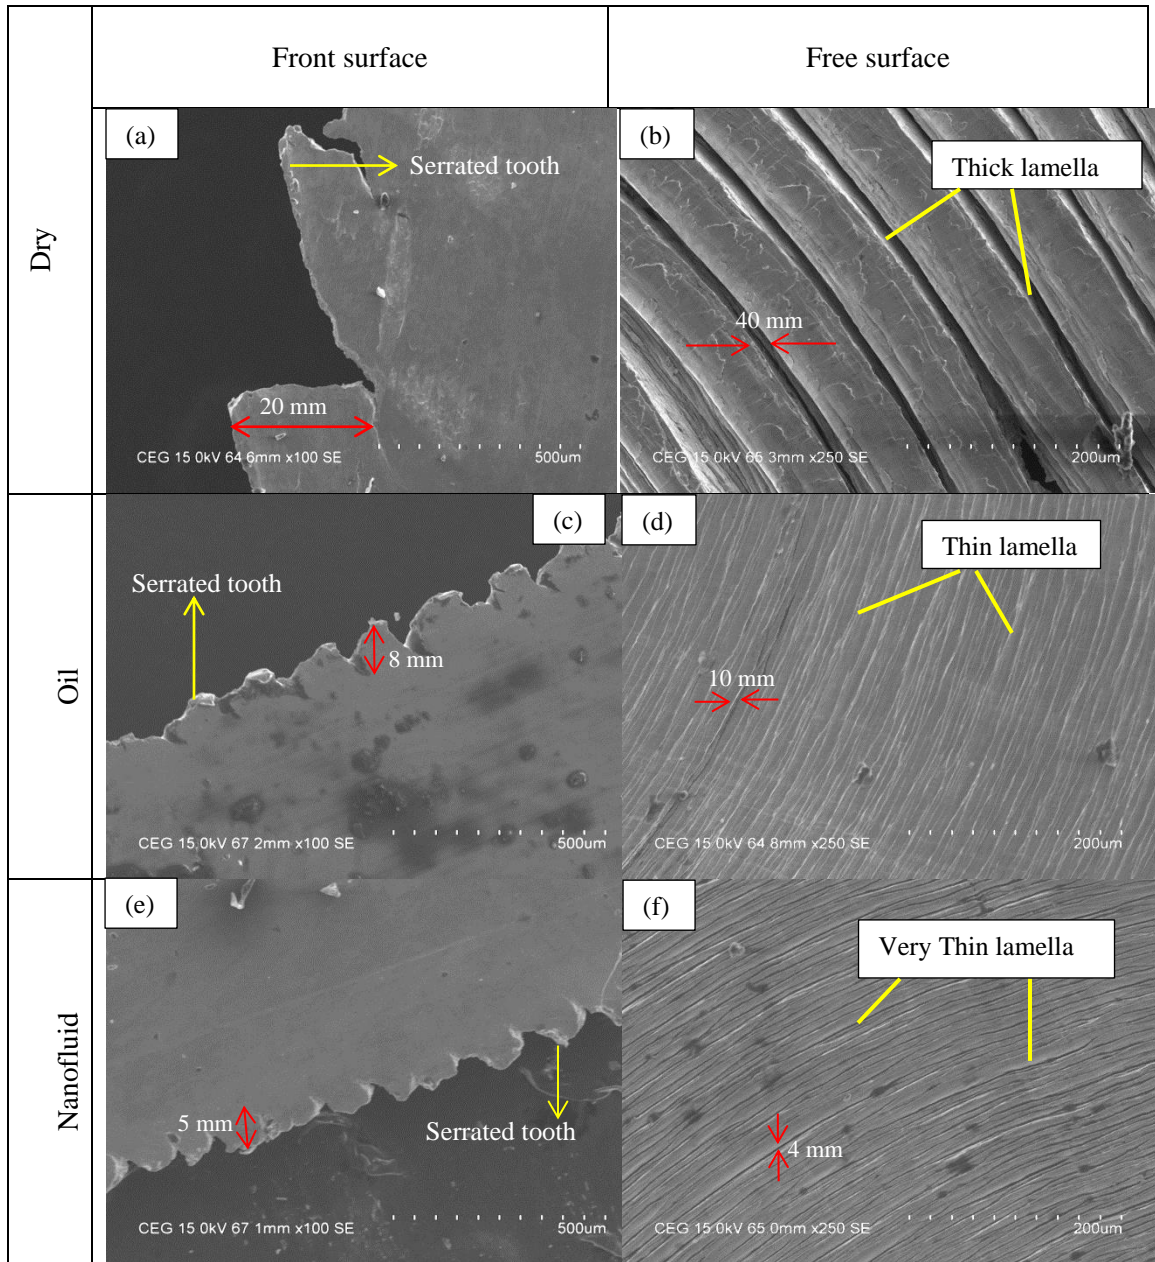 Front surface
Free surface
Dry
(a)
Serrated tooth
20 mm
CEG 15 0kV 64 6mm x100 SE
500um
(b)
Thick lamella
40 mm
CEG 15 0kV 65 3mm x250 SE
200um
Oil
(c)
Serrated tooth
8 mm
CEG 15.0kV 67 2mm x100 SE
500um
(d)
Thin lamella
10 mm
CEG 15.0kV 64 8mm x250 SE
200um
Nanofluid
(e)
5 mm
Serrated tooth
CEG 15 0kV 67 1mm x100 SE
500um
(f)
Very Thin lamella
4 mm
CEG 15.0kV 65 0mm x250 SE
200um